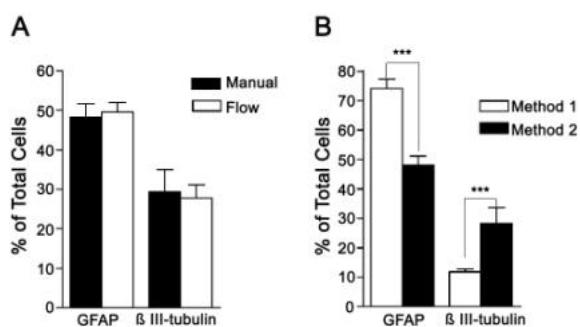 A
% of Total Cells
60
50
40
30
20
10
0
Manual
Flow
GFAP
ß III-tubulin
B
% of Total Cells
80
70
60
50
40
30
20
10
0
***
***
Method 1
Method 2
GFAP
ß III-tubulin